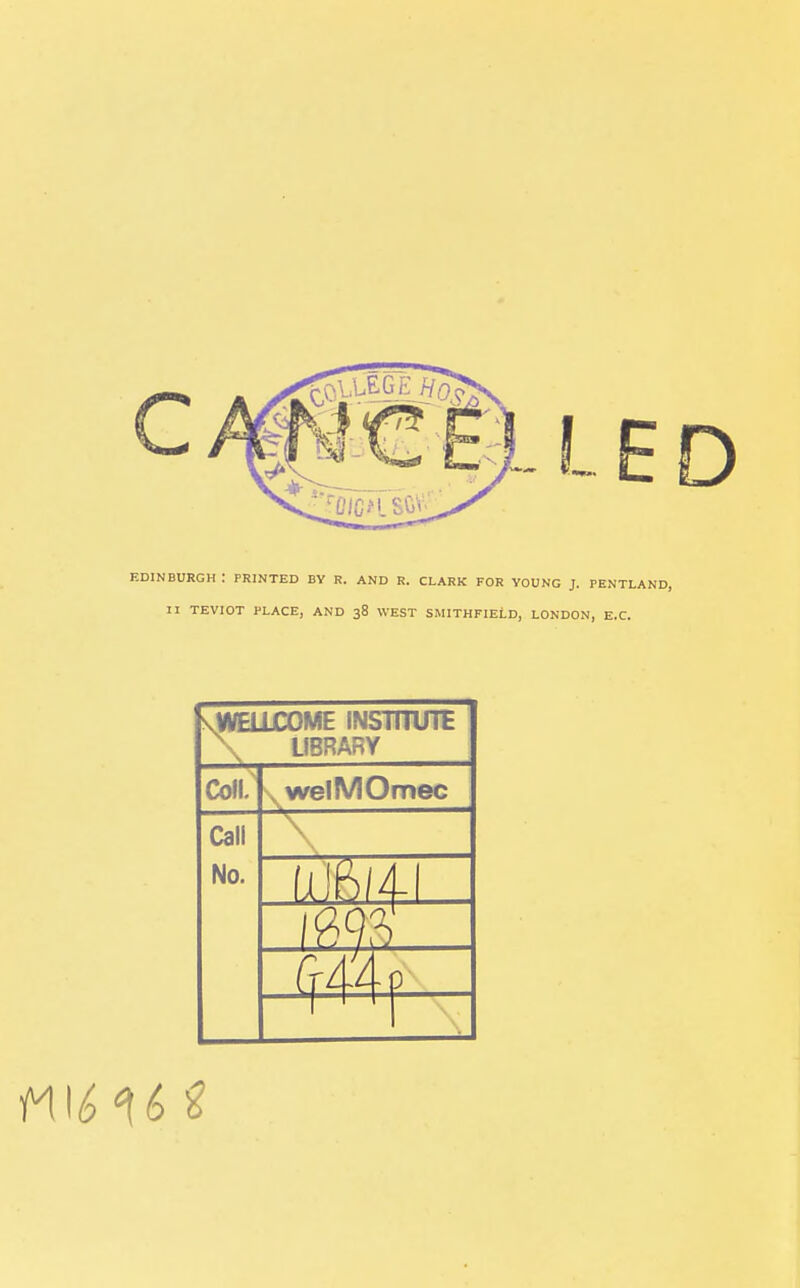 COLLEGE HOSP
CANCELLED
EDINBURGH : PRINTED BY R. AND R. CLARK FOR YOUNG J. PENTLAND,
11 TEVIOT PLACE, AND 38 WEST SMITHFIELD, LONDON, E.C.
WELLCOME INSTITUTE
LIBRARY
Coll. welMOmec
Call
No. WB141
1893
G44p
M16968